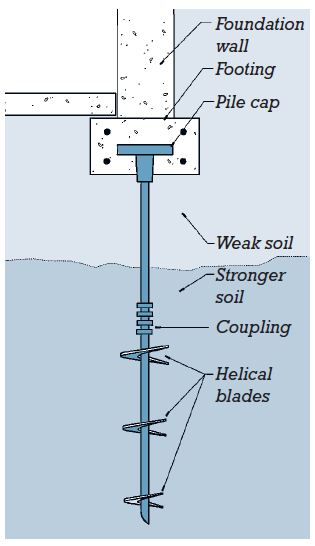 Foundation
wall
Footing
Pile cap
Weak soil
Stronger
soil
Coupling
Helical
blades